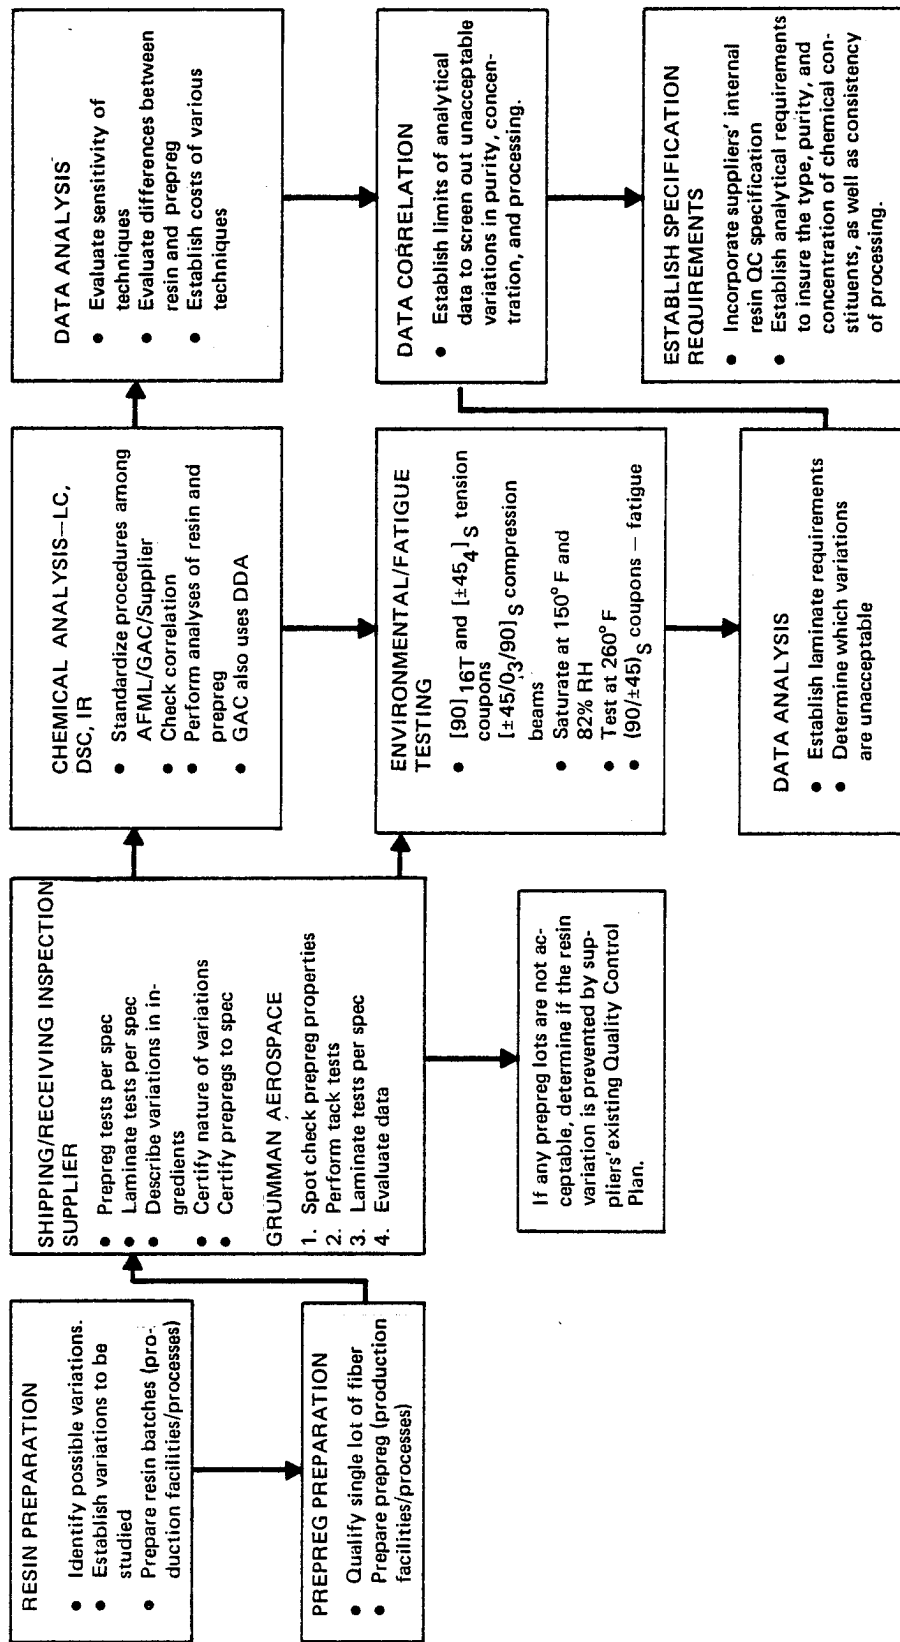 RESIN PREPARATION
• Identify possible variations.
• Establish variations to be
studied
• Prepare resin batches (pro-
duction facilities/processes)
PREPREG PREPARATION
• Qualify single lot of fiber
• Prepare prepreg (production
facilities/processes)
SHIPPING/RECEIVING INSPECTION
SUPPLIER
• Prepreg tests per spec
• Laminate tests per spec
• Describe variations in in-
gredients
• Certify nature of variations
• Certify prepregs to spec
GRUMMAN AEROSPACE
1. Spot check prepreg properties
2. Perform tack tests
3. Laminate tests per spec
4. Evaluate data
If any prepreg lots are not ac-
ceptable, determine if the resin
variation is prevented by sup-
pliers' existing Quality Control
Plan.
CHEMICAL ANALYSIS—LC,
DSC, IR
• Standardize procedures among
AFML/GAC/Supplier
• Check correlation
• Perform analyses of resin and
prepreg
• GAC also uses DDA
ENVIRONMENTAL/FATIGUE
TESTING
• [90]16T and [±454]S tension
coupons
[±45/03/90]S compression
beams
• Saturate at 150° F and
82% RH
• Test at 260° F
• (90/±45)S coupons — fatigue
DATA ANALYSIS
• Establish laminate requirements
• Determine which variations
are unacceptable
DATA ANALYSIS
• Evaluate sensitivity of
techniques
• Evaluate differences between
resin and prepreg
• Establish costs of various
techniques
DATA CORRELATION
• Establish limits of analytical
data to screen out unacceptable
variations in purity, concen-
tration, and processing.
ESTABLISH SPECIFICATION
REQUIREMENTS
• Incorporate suppliers' internal
resin QC specification
• Establish analytical requirements
to insure the type, purity, and
concentration of chemical con-
stituents, as well as consistency
of processing.